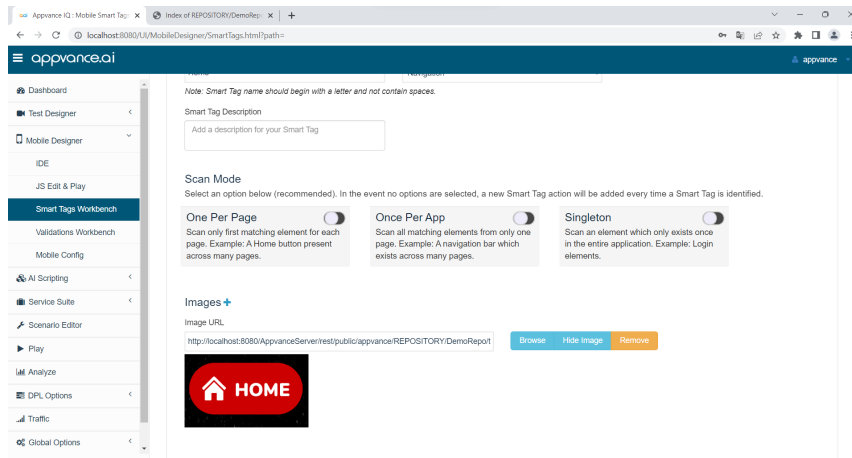 Appvance IQ : Mobile Smart Tags
Index of REPOSITORY/DemoRepo
localhost:8080/UI/MobileDesigner/SmartTags.html?path=
appvance.ai
appvance
Dashboard
Test Designer
Mobile Designer
IDE
JS Edit & Play
Smart Tags Workbench
Validations Workbench
Mobile Config
AI Scripting
Service Suite
Scenario Editor
Play
Analyze
DPL Options
Traffic
Global Options
Note: Smart Tag name should begin with a letter and not contain spaces.
Smart Tag Description
Add a description for your Smart Tag
Scan Mode
Select an option below (recommended). In the event no options are selected, a new Smart Tag action will be added every time a Smart Tag is identified.
One Per Page
Scan only first matching element for each
page. Example: A Home button present
across many pages.
Once Per App
Scan all matching elements from only one
page. Example: A navigation bar which
exists across many pages.
Singleton
Scan an element which only exists once
in the entire application. Example: Login
elements.
Images +
Image URL
http://localhost:8080/AppvanceServer/rest/public/appvance/REPOSITORY/DemoRepo/t
Browse
Hide Image
Remove
HOME